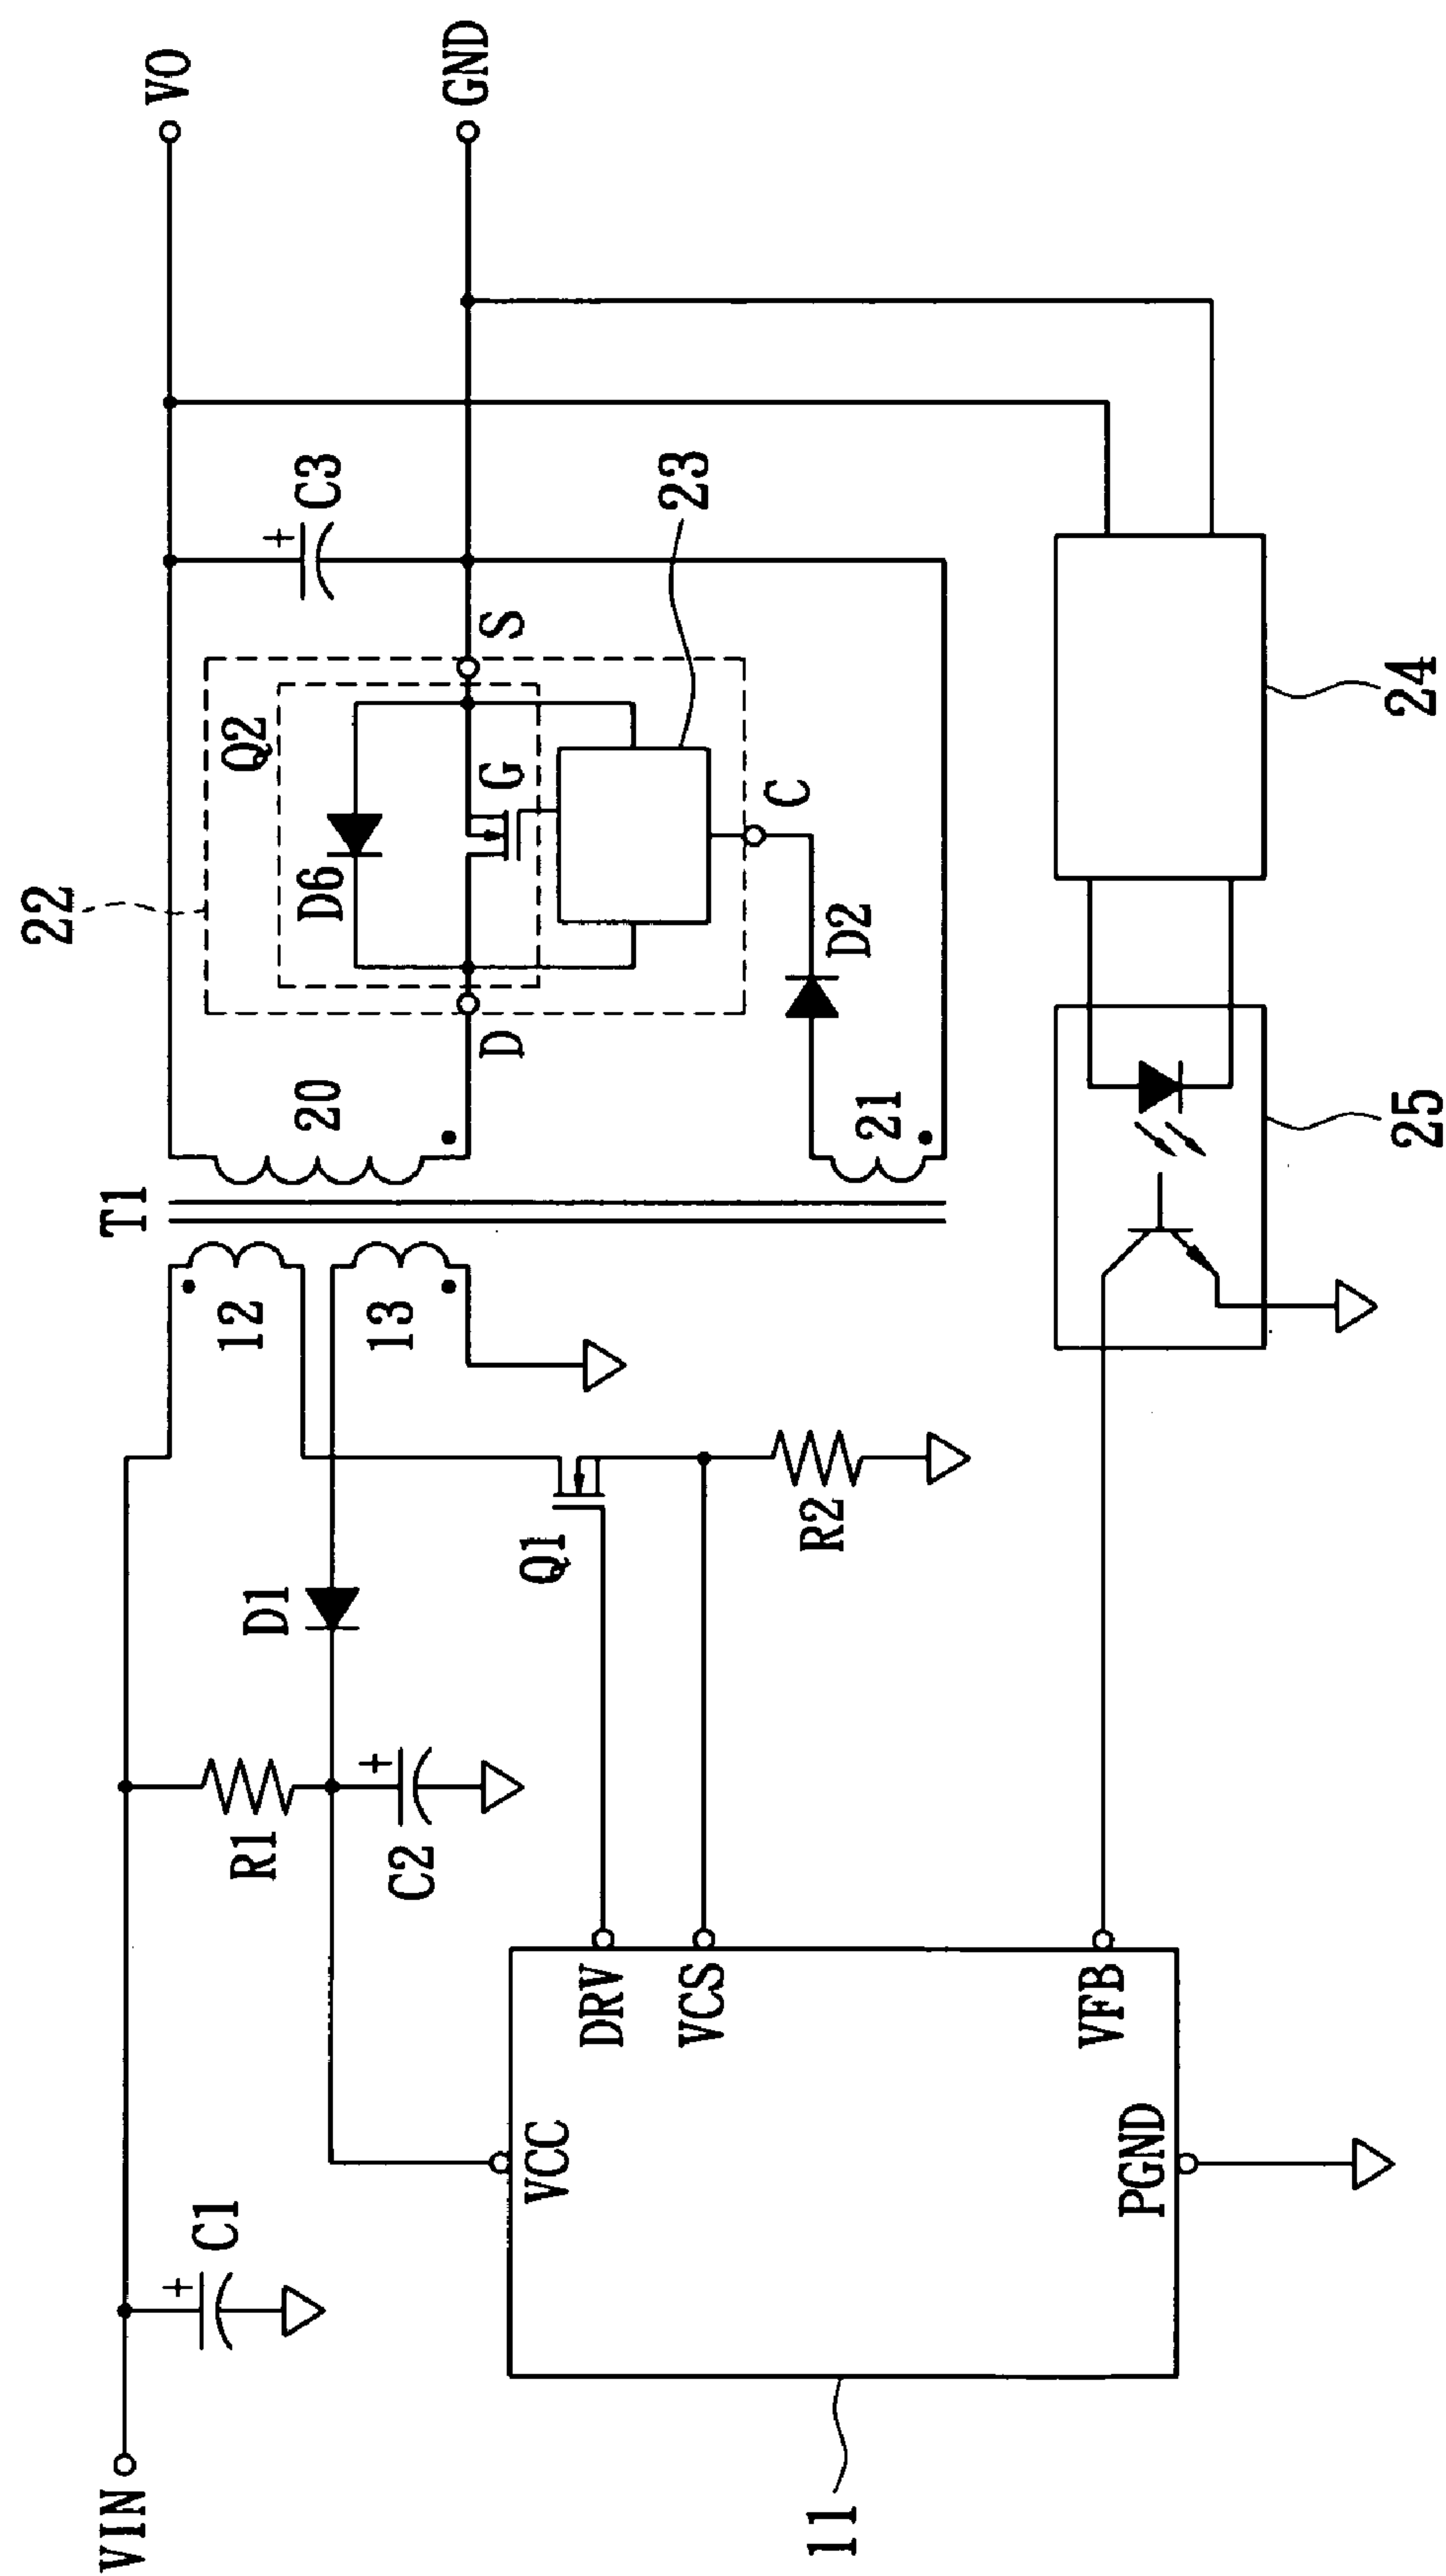 VIN
C1
+
R1
C2
+
D1
T1
12
13
20
21
22
Q2
D6
G
D
S
C
D2
23
C3
+
VO
GND
Q1
R2
VCC
DRV
VCS
VFB
PGND
11
24
25